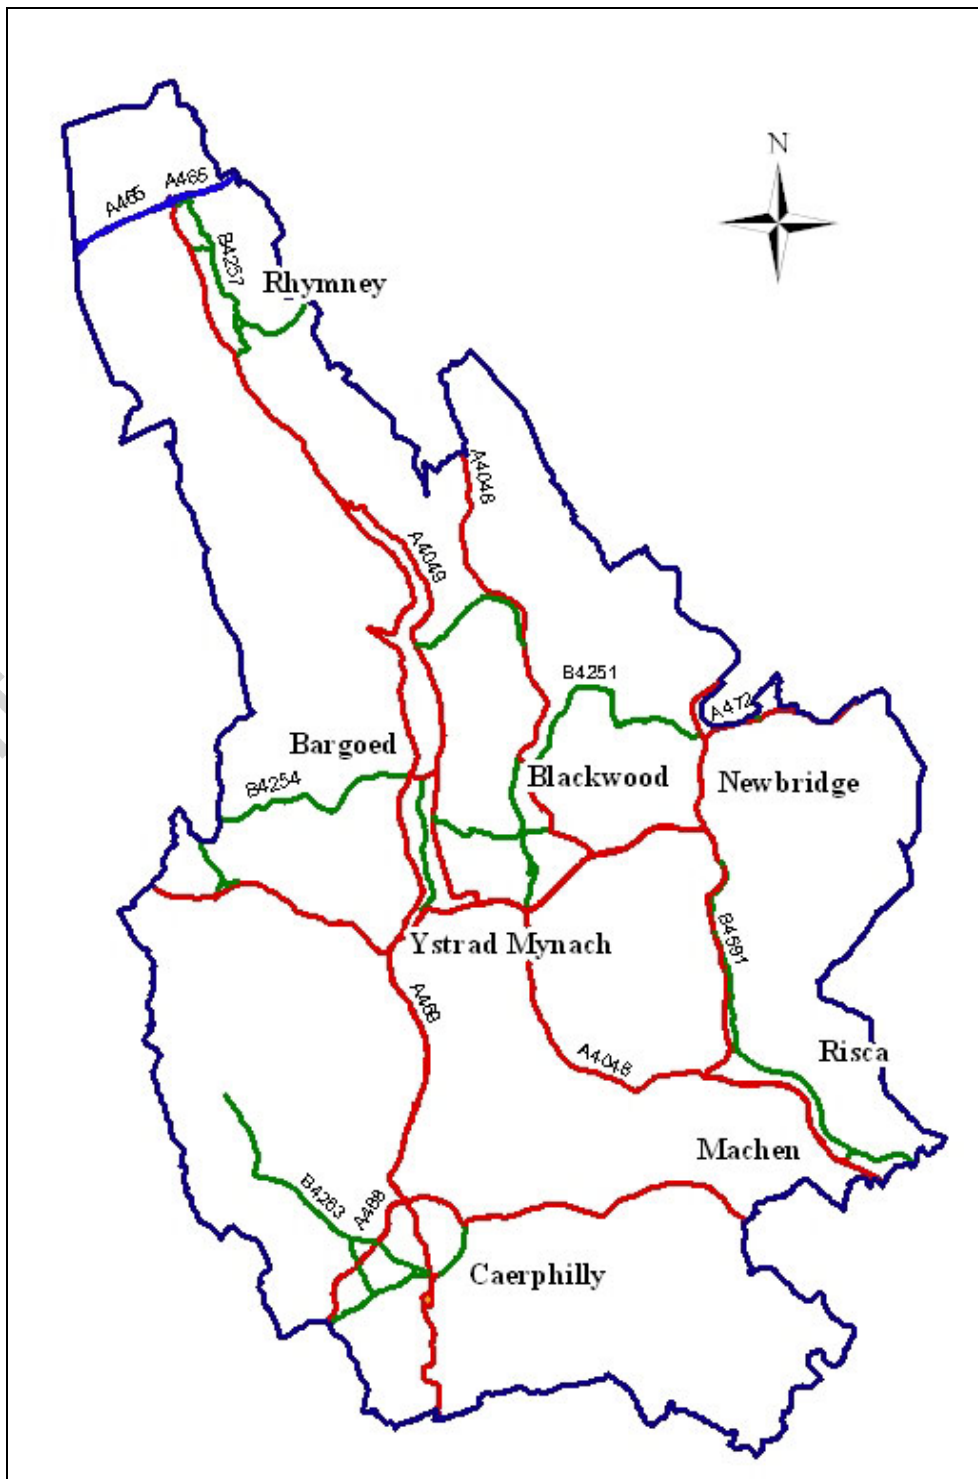 N
A465
A465
B4257
Rhymney
A4048
A4049
B4251
A472
Bargoed
B4254
Blackwood
Newbridge
Ystrad Mynach
B4591
A469
Risca
A4048
Machen
B4263
A468
Caerphilly